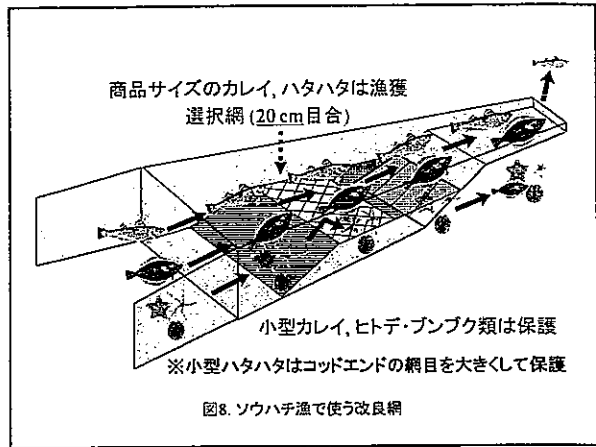 商品サイズのカレイ, ハタハタは漁獲
選択網(20cm目合)
小型カレイ, ヒトデ・ブンブク類は保護
※小型ハタハタはコッドエンドの網目を大きくして保護
図8. ソウハチ漁で使う改良網